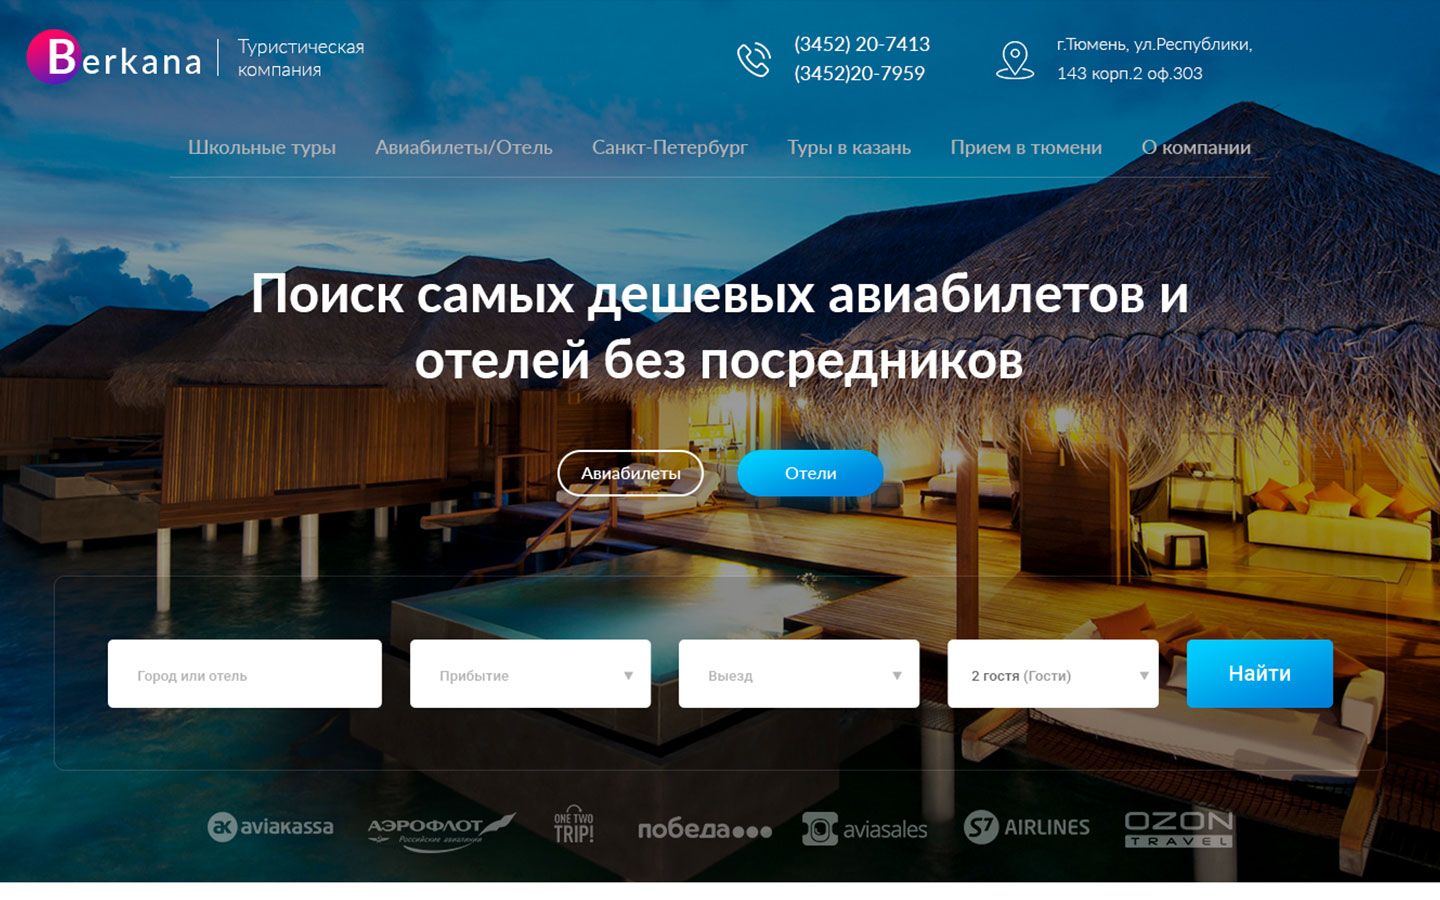 Berkana
Туристическая
компания
(3452) 20-7413
(3452)20-7959
г.Тюмень, ул.Республики,
143 корп.2 оф.303
Школьные туры Авиабилеты/Отель Санкт-Петербург Туры в казань Прием в тюмени О компании
Поиск самых дешевых авиабилетов и
отелей без посредников
Авиабилеты Отели
Город или отель Прибытие Выезд 2 гостя (Гости) Найти
ak aviakassa
АЭРОФЛОТ
Российские авиалинии
ONE TWO
TRIP!
победа
aviasales
S7 AIRLINES
OZON
TRAVEL